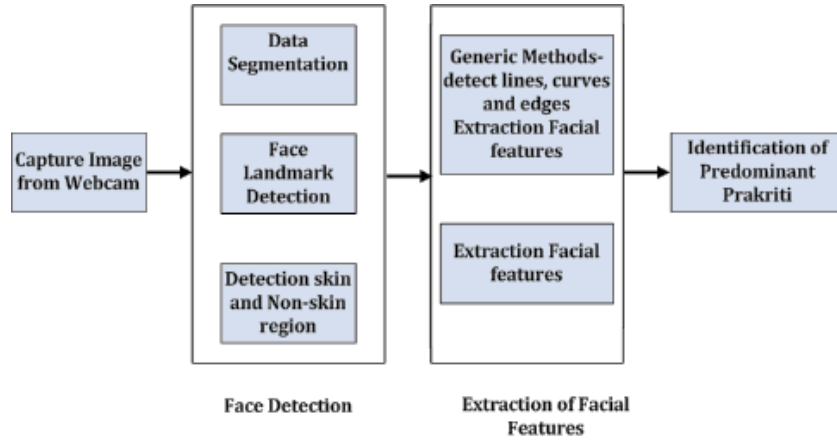 Capture Image
from Webcam
Data
Segmentation
Face
Landmark
Detection
Detection skin
and Non-skin
region
Face Detection
Generic Methods-
detect lines, curves
and edges
Extraction Facial
features
Extraction Facial
features
Extraction of Facial
Features
Identification of
Predominant
Prakriti